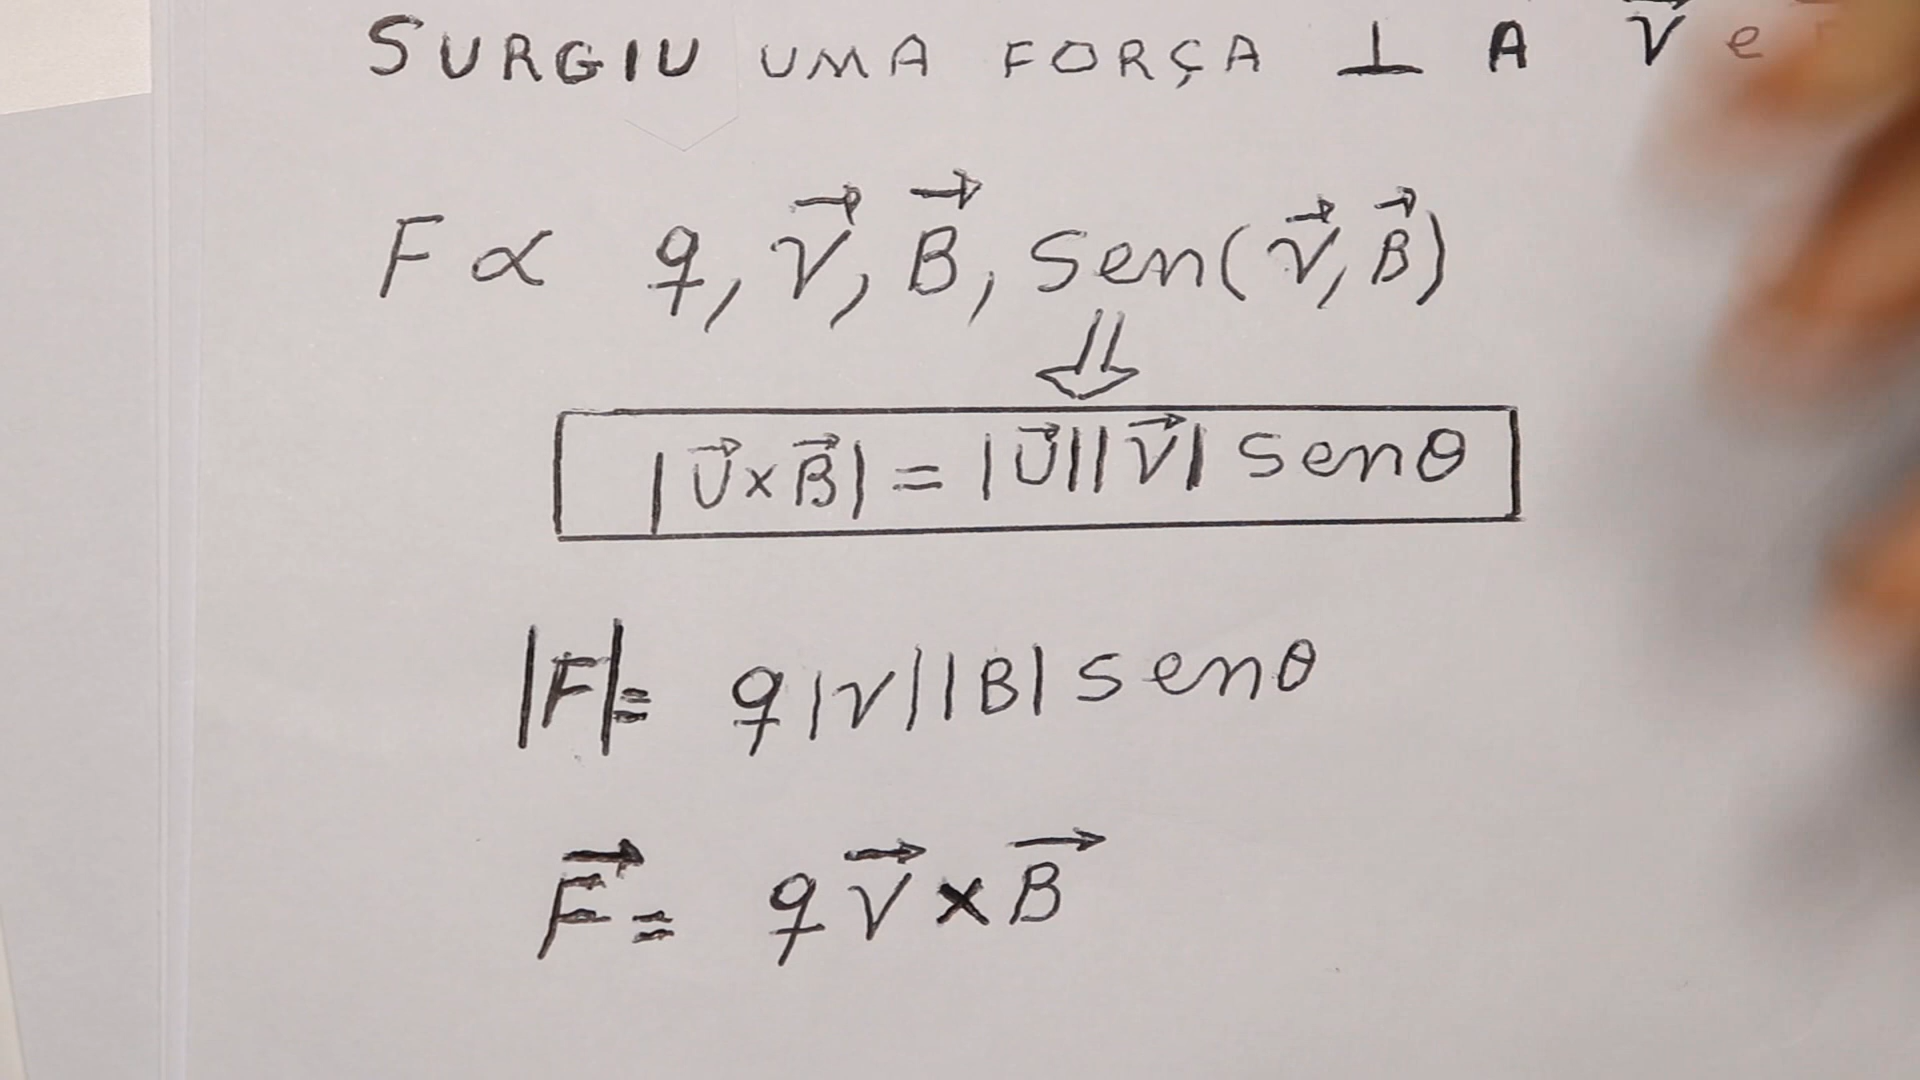 SURGIU UMA FORÇA ⊥ A V⃗ e
F ∝ q, V⃗, B⃗, Sen(V⃗, B⃗)
⇓
|U⃗×B⃗| = |U⃗||V⃗| Senθ
|F| = q|V||B| Senθ
F⃗ = q V⃗ × B⃗